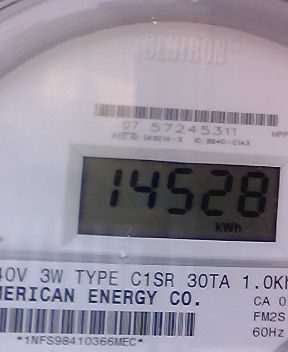 CENTRON
07 57245311
14528
kWh
40V 3W TYPE C1SR 30TA 1.0Kh
MERICAN ENERGY CO.
CA 0
FM2S
60Hz
*1NFS98410366MEC*